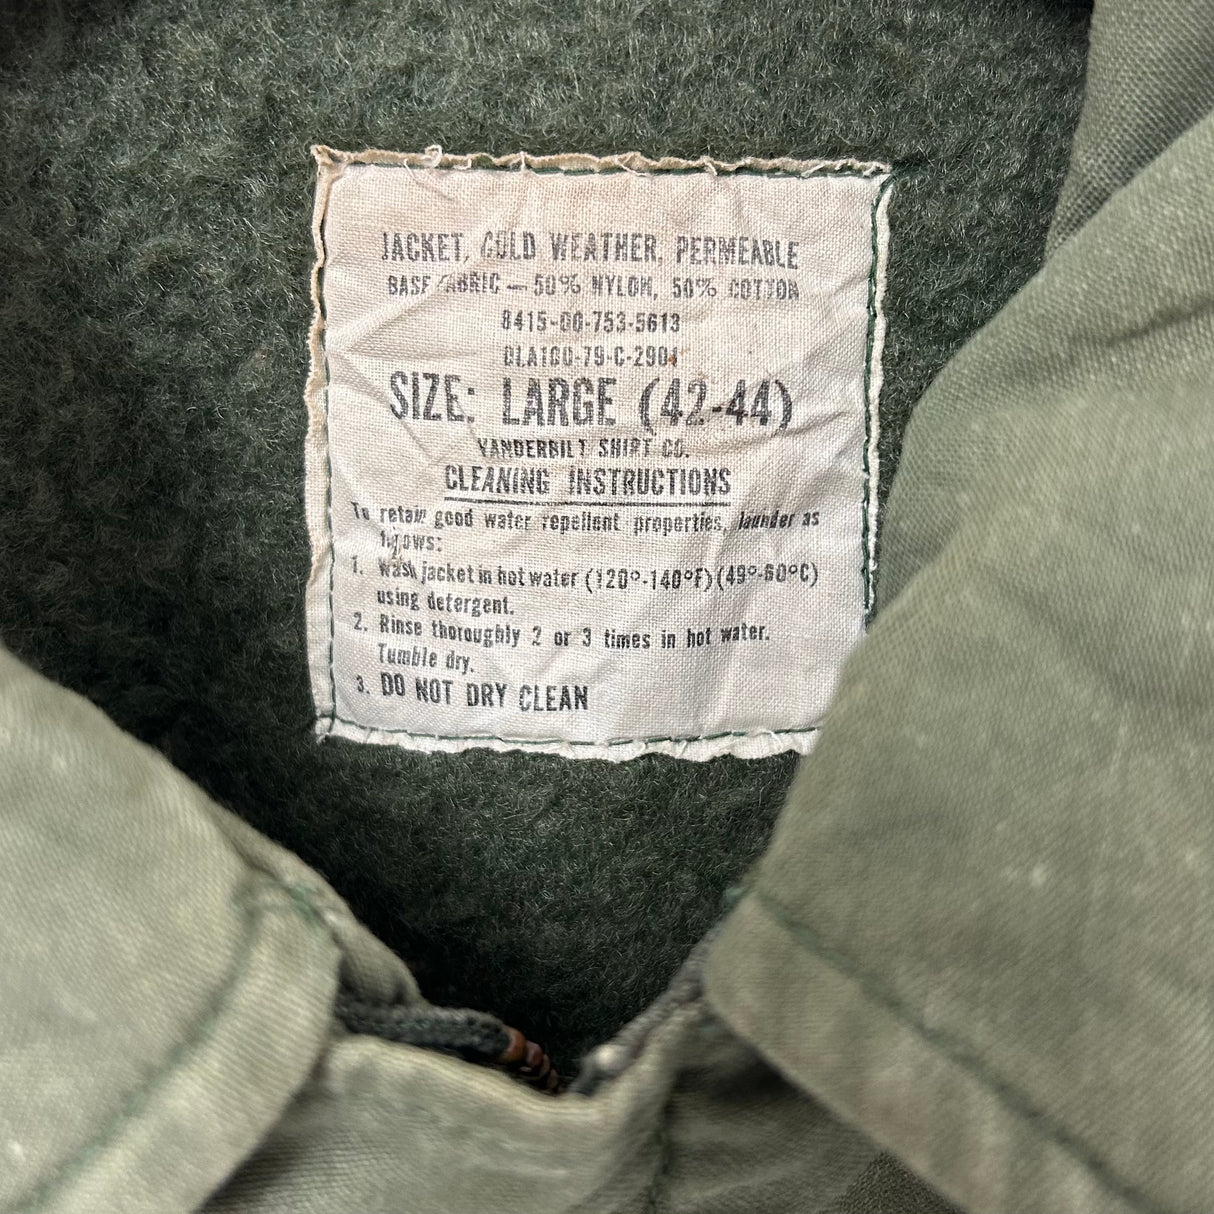 JACKET, COLD WEATHER, PERMEABLE
BASE FABRIC — 50% NYLON, 50% COTTON
8415-00-753-5613
DLA100-79-C-2904
SIZE: LARGE (42-44)
VANDERBILT SHIRT CO.
CLEANING INSTRUCTIONS
To retain good water repellent properties, launder as
follows:
1. Wash jacket in hot water (120°-140°F)(49°-60°C)
using detergent.
2. Rinse thoroughly 2 or 3 times in hot water.
Tumble dry.
3. DO NOT DRY CLEAN